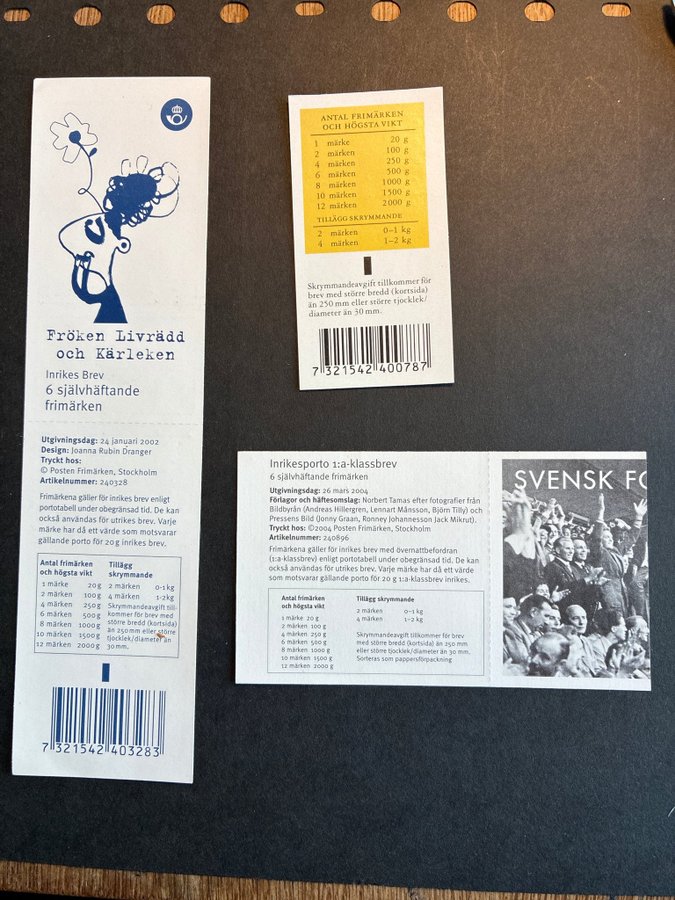 Fröken Livrädd
och Kärleken
Inrikes Brev
6 självhäftande
frimärken
Utgivningsdag: 24 januari 2002
Design: Joanna Rubin Dranger
Tryckt hos:
© Posten Frimärken, Stockholm
Artikelnummer: 240328
Frimärkena gäller för inrikes brev enligt
portotabell under obegränsad tid. De kan
också användas för utrikes brev. Varje
märke har då ett värde som motsvarar
gällande porto för 20 g inrikes brev.
Antal frimärken
och högsta vikt
1 märke 20 g
2 märken 100 g
4 märken 250 g
6 märken 500 g
8 märken 1000 g
10 märken 1500 g
12 märken 2000 g
Tillägg
skrymmande
2 märken 0-1 kg
4 märken 1-2 kg
Skrymmandeavgift till-
kommer för brev med
större bredd (kortsida)
än 250 mm eller större
tjocklek/diameter än
30 mm.
7 321542 403283
ANTAL FRIMÄRKEN
OCH HÖGSTA VIKT
1 märke 20 g
2 märken 100 g
4 märken 250 g
6 märken 500 g
8 märken 1000 g
10 märken 1500 g
12 märken 2000 g
TILLÄGG SKRYMMANDE
2 märken 0–1 kg
4 märken 1–2 kg
Skrymmandeavgift tillkommer för
brev med större bredd (kortsida)
än 250 mm eller större tjocklek/
diameter än 30 mm.
7 321542 400787
Inrikesporto 1:a-klassbrev
6 självhäftande frimärken
Utgivningsdag: 26 mars 2004
Förlagor och häftesomslag: Norbert Tamas efter fotografier från
Bildbyrån (Andreas Hillergren, Lennart Månsson, Björn Tilly) och
Pressens Bild (Jonny Graan, Ronney Johannesson Jack Mikrut).
Tryckt hos: ©2004 Posten Frimärken, Stockholm
Artikelnummer: 240896
Frimärkena gäller för inrikes brev med övernattbefordran
(1:a-klassbrev) enligt portotabell under obegränsad tid. De kan
också användas för utrikes brev. Varje märke har då ett värde
som motsvarar gällande porto för 20 g 1:a-klassbrev inrikes.
Antal frimärken
och högsta vikt
1 märke 20 g
2 märken 100 g
4 märken 250 g
6 märken 500 g
8 märken 1000 g
10 märken 1500 g
12 märken 2000 g
Tillägg skrymmande
2 märken 0–1 kg
4 märken 1–2 kg
Skrymmandeavgift tillkommer för brev
med större bredd (kortsida) än 250 mm
eller större tjocklek/diameter än 30 mm.
Sorteras som pappersförpackning
SVENSK FO